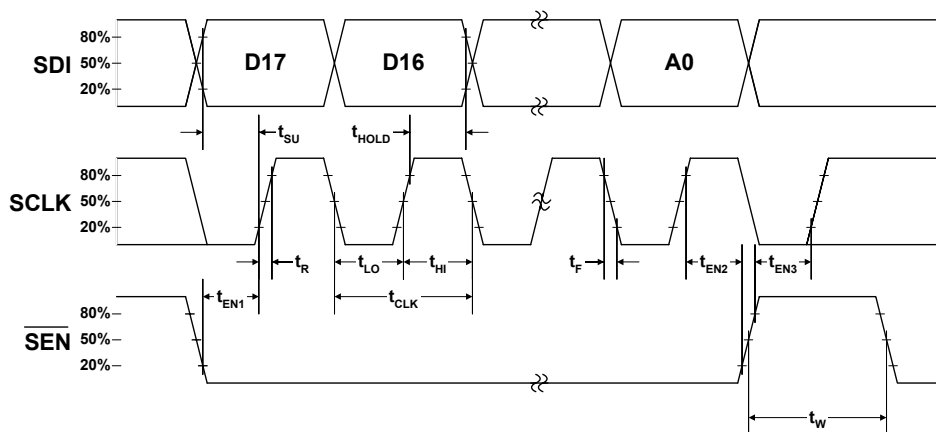 80%
SDI 50% D17 D16 A0
20%
tSU tHOLD
80%
SCLK 50%
20%
tR tLO tHI tF tEN2 tEN3
tEN1 tCLK
80%
SEN 50%
20%
tW